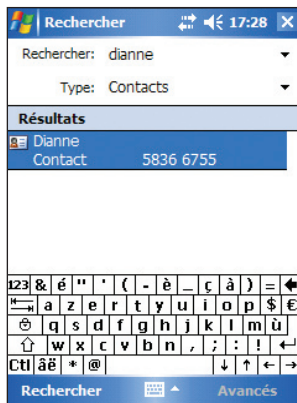 Rechercher 17:28
Rechercher: dianne
Type: Contacts
Résultats
Dianne
Contact 5836 6755
123 & é " ' ( - è _ ç à ) =
a z e r t y u i o p $ €
q s d f g h j k l m ù
w x c v b n , ; : !
Ctl âë * @
Rechercher Avancés